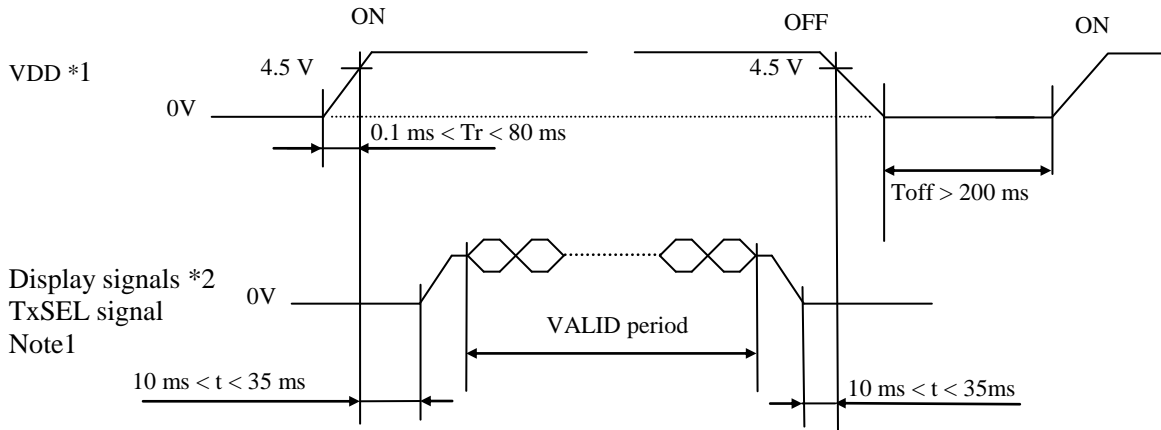 ON
OFF
ON
VDD *1
4.5 V
4.5 V
0V
0.1 ms < Tr < 80 ms
Toff > 200 ms
Display signals *2
TxSEL signal
Note1
0V
VALID period
10 ms < t < 35 ms
10 ms < t < 35ms